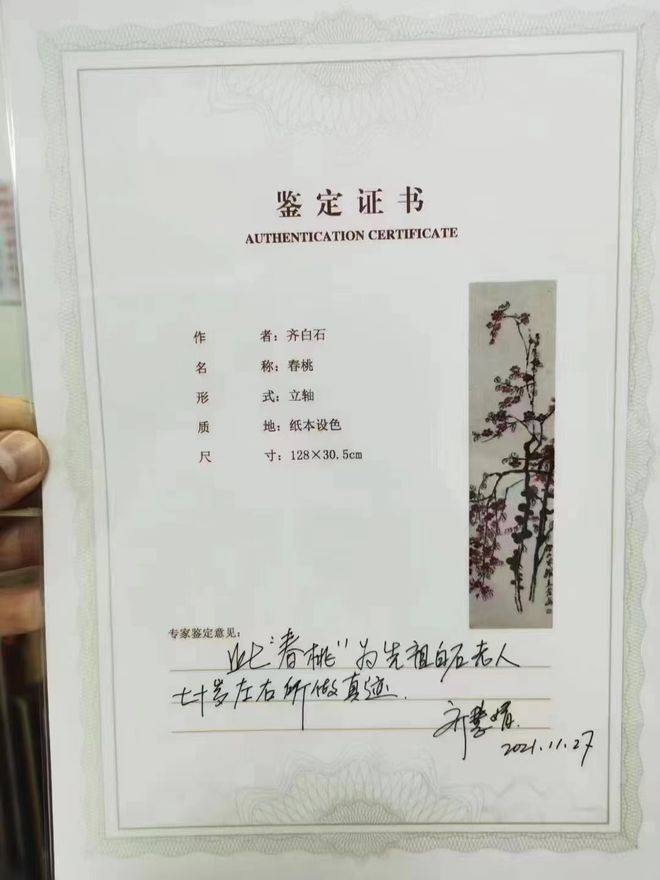 鉴定证书
AUTHENTICATION CERTIFICATE
作 者：齐白石
名 称：春桃
形 式：立轴
质 地：纸本设色
尺 寸：128×30.5cm
专家鉴定意见：
此“春桃”为先祖白石老人
七十岁左右所做真迹.
齐慧娟.
2021.11.27